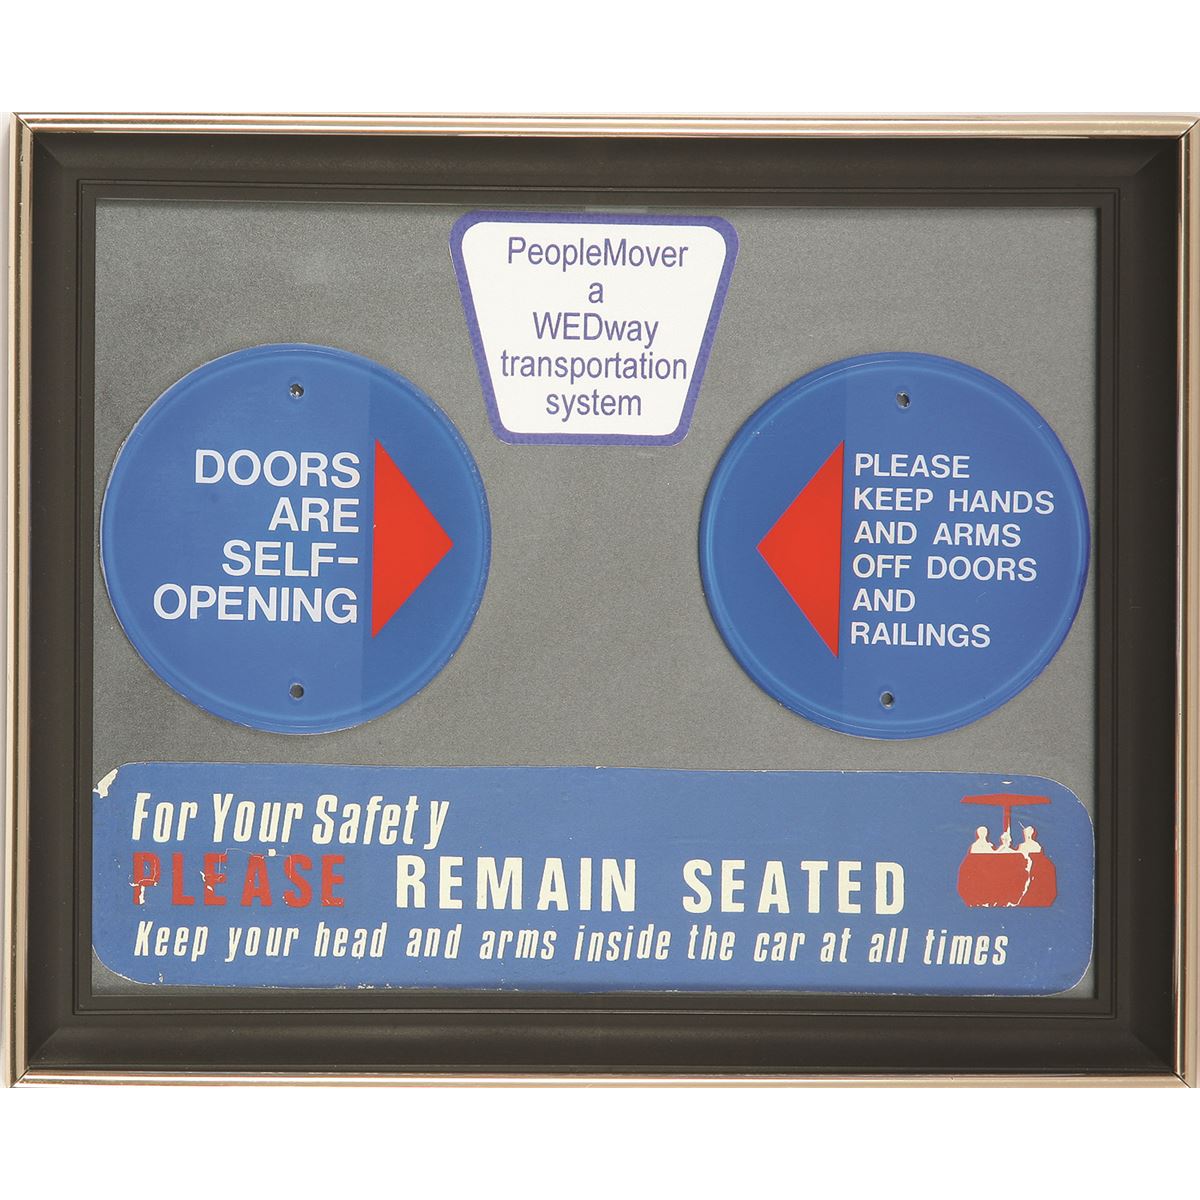 PeopleMover
a
WEDway
transportation
system
DOORS
ARE
SELF-
OPENING
PLEASE
KEEP HANDS
AND ARMS
OFF DOORS
AND
RAILINGS
For Your Safety
PLEASE REMAIN SEATED
Keep your head and arms inside the car at all times